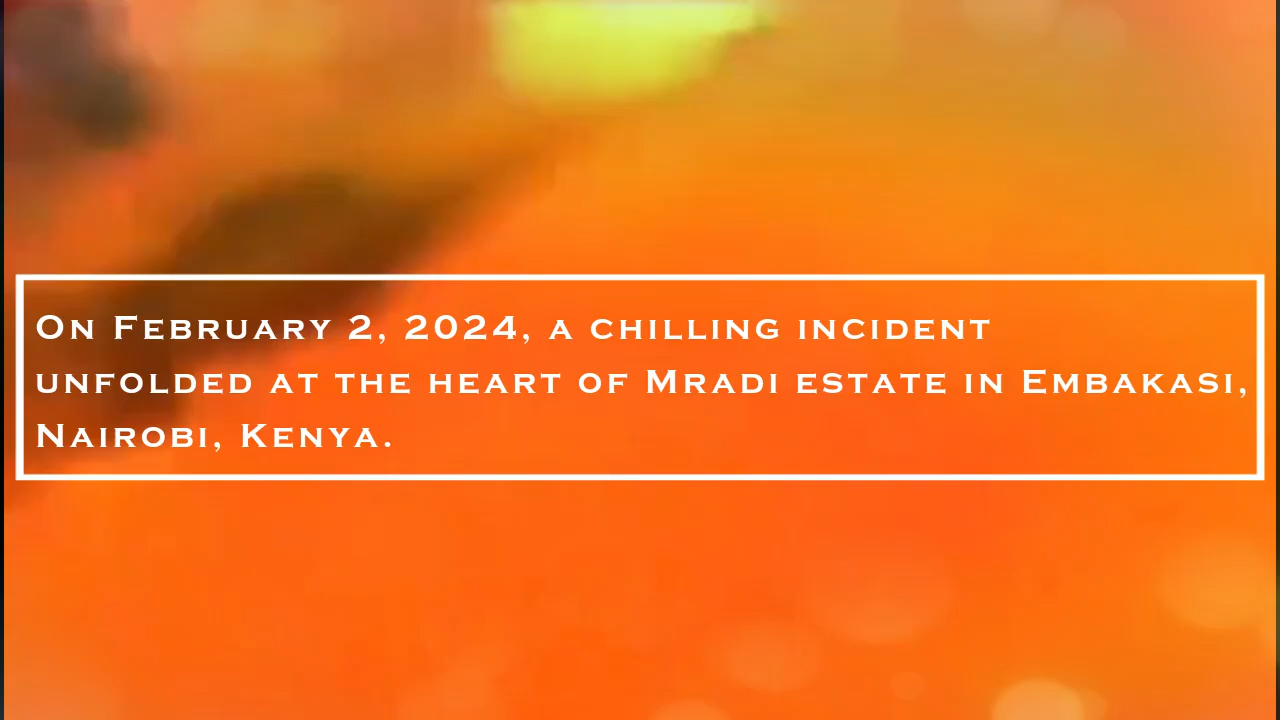 On February 2, 2024, a chilling incident
unfolded at the heart of Mradi estate in Embakasi,
Nairobi, Kenya.